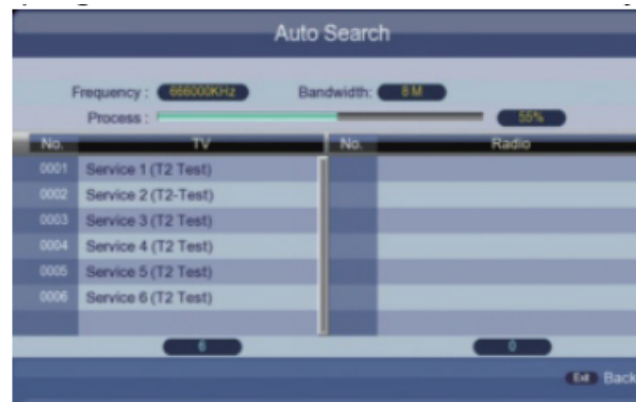 Auto Search
Frequency : 666000KHz Bandwidth: 8 M
Process : 55%
No. TV No. Radio
0001 Service 1 (T2 Test)
0002 Service 2 (T2-Test)
0003 Service 3 (T2 Test)
0004 Service 4 (T2 Test)
0005 Service 5 (T2 Test)
0006 Service 6 (T2 Test)
6 0
Exit Back